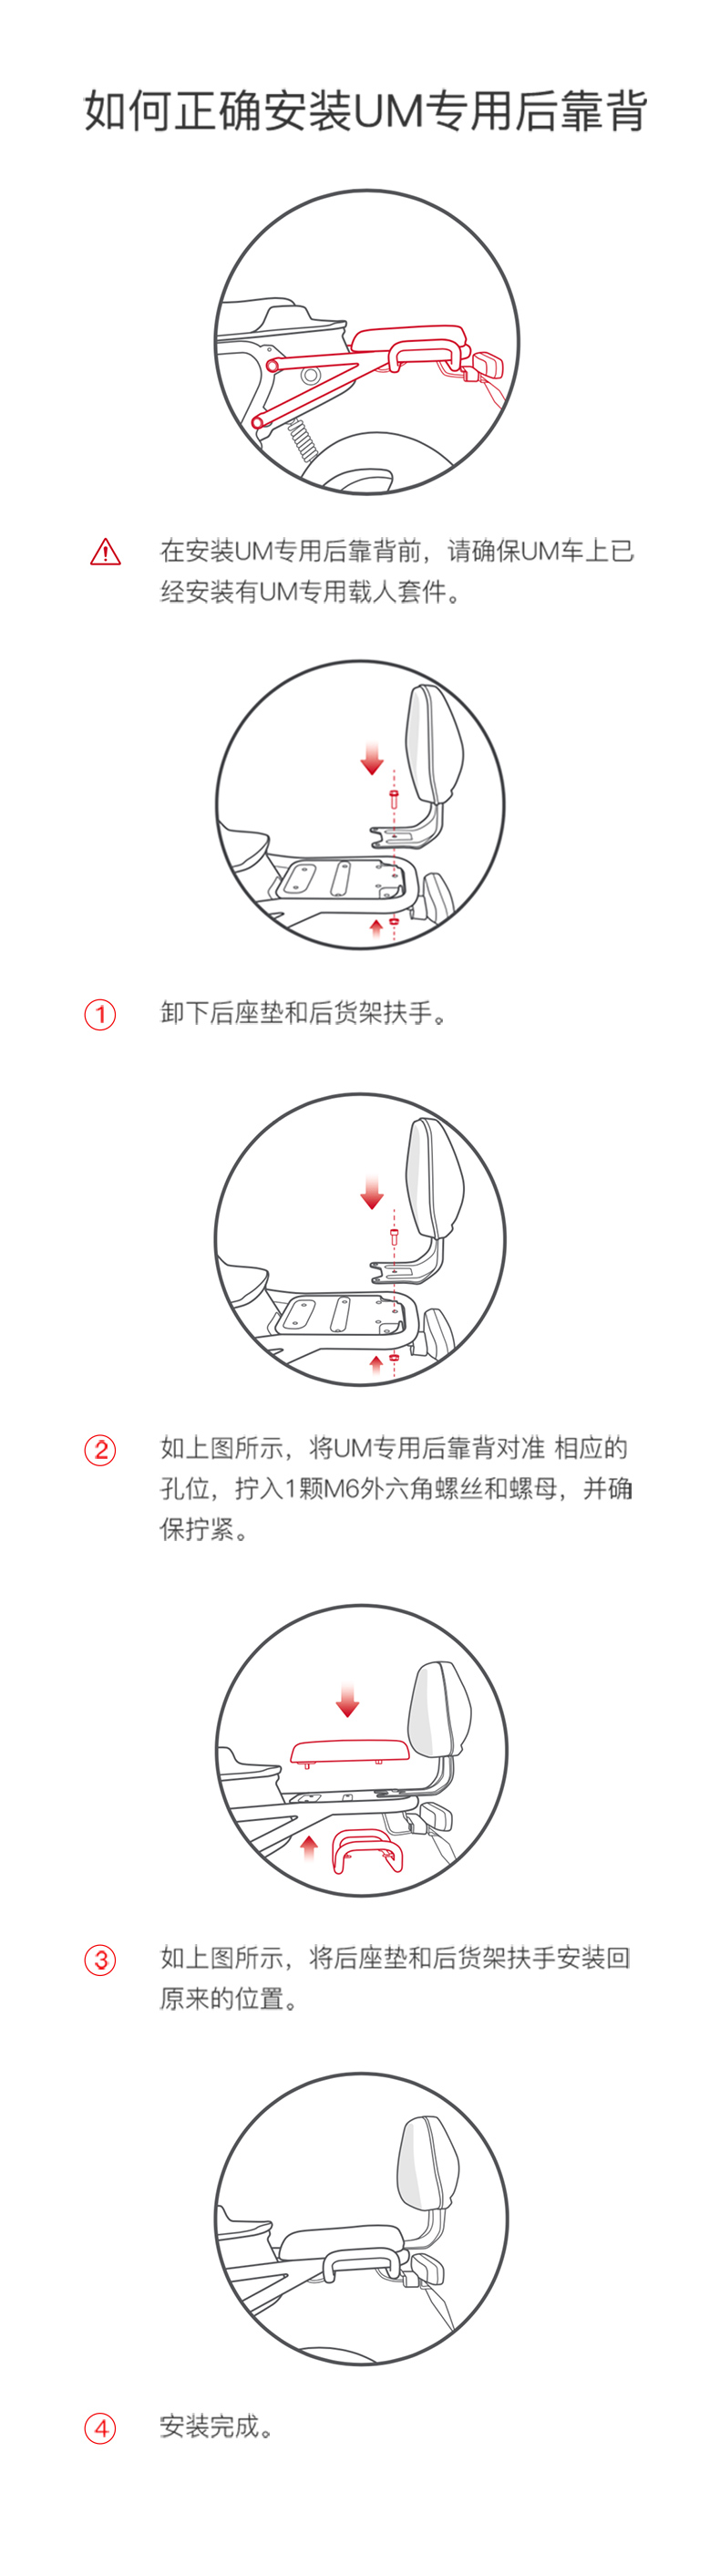 如何正确安装UM专用后靠背
在安装UM专用后靠背前，请确保UM车上已
经安装有UM专用载人套件。
① 卸下后座垫和后货架扶手。
② 如上图所示，将UM专用后靠背对准 相应的
孔位，拧入1颗M6外六角螺丝和螺母，并确
保拧紧。
③ 如上图所示，将后座垫和后货架扶手安装回
原来的位置。
④ 安装完成。